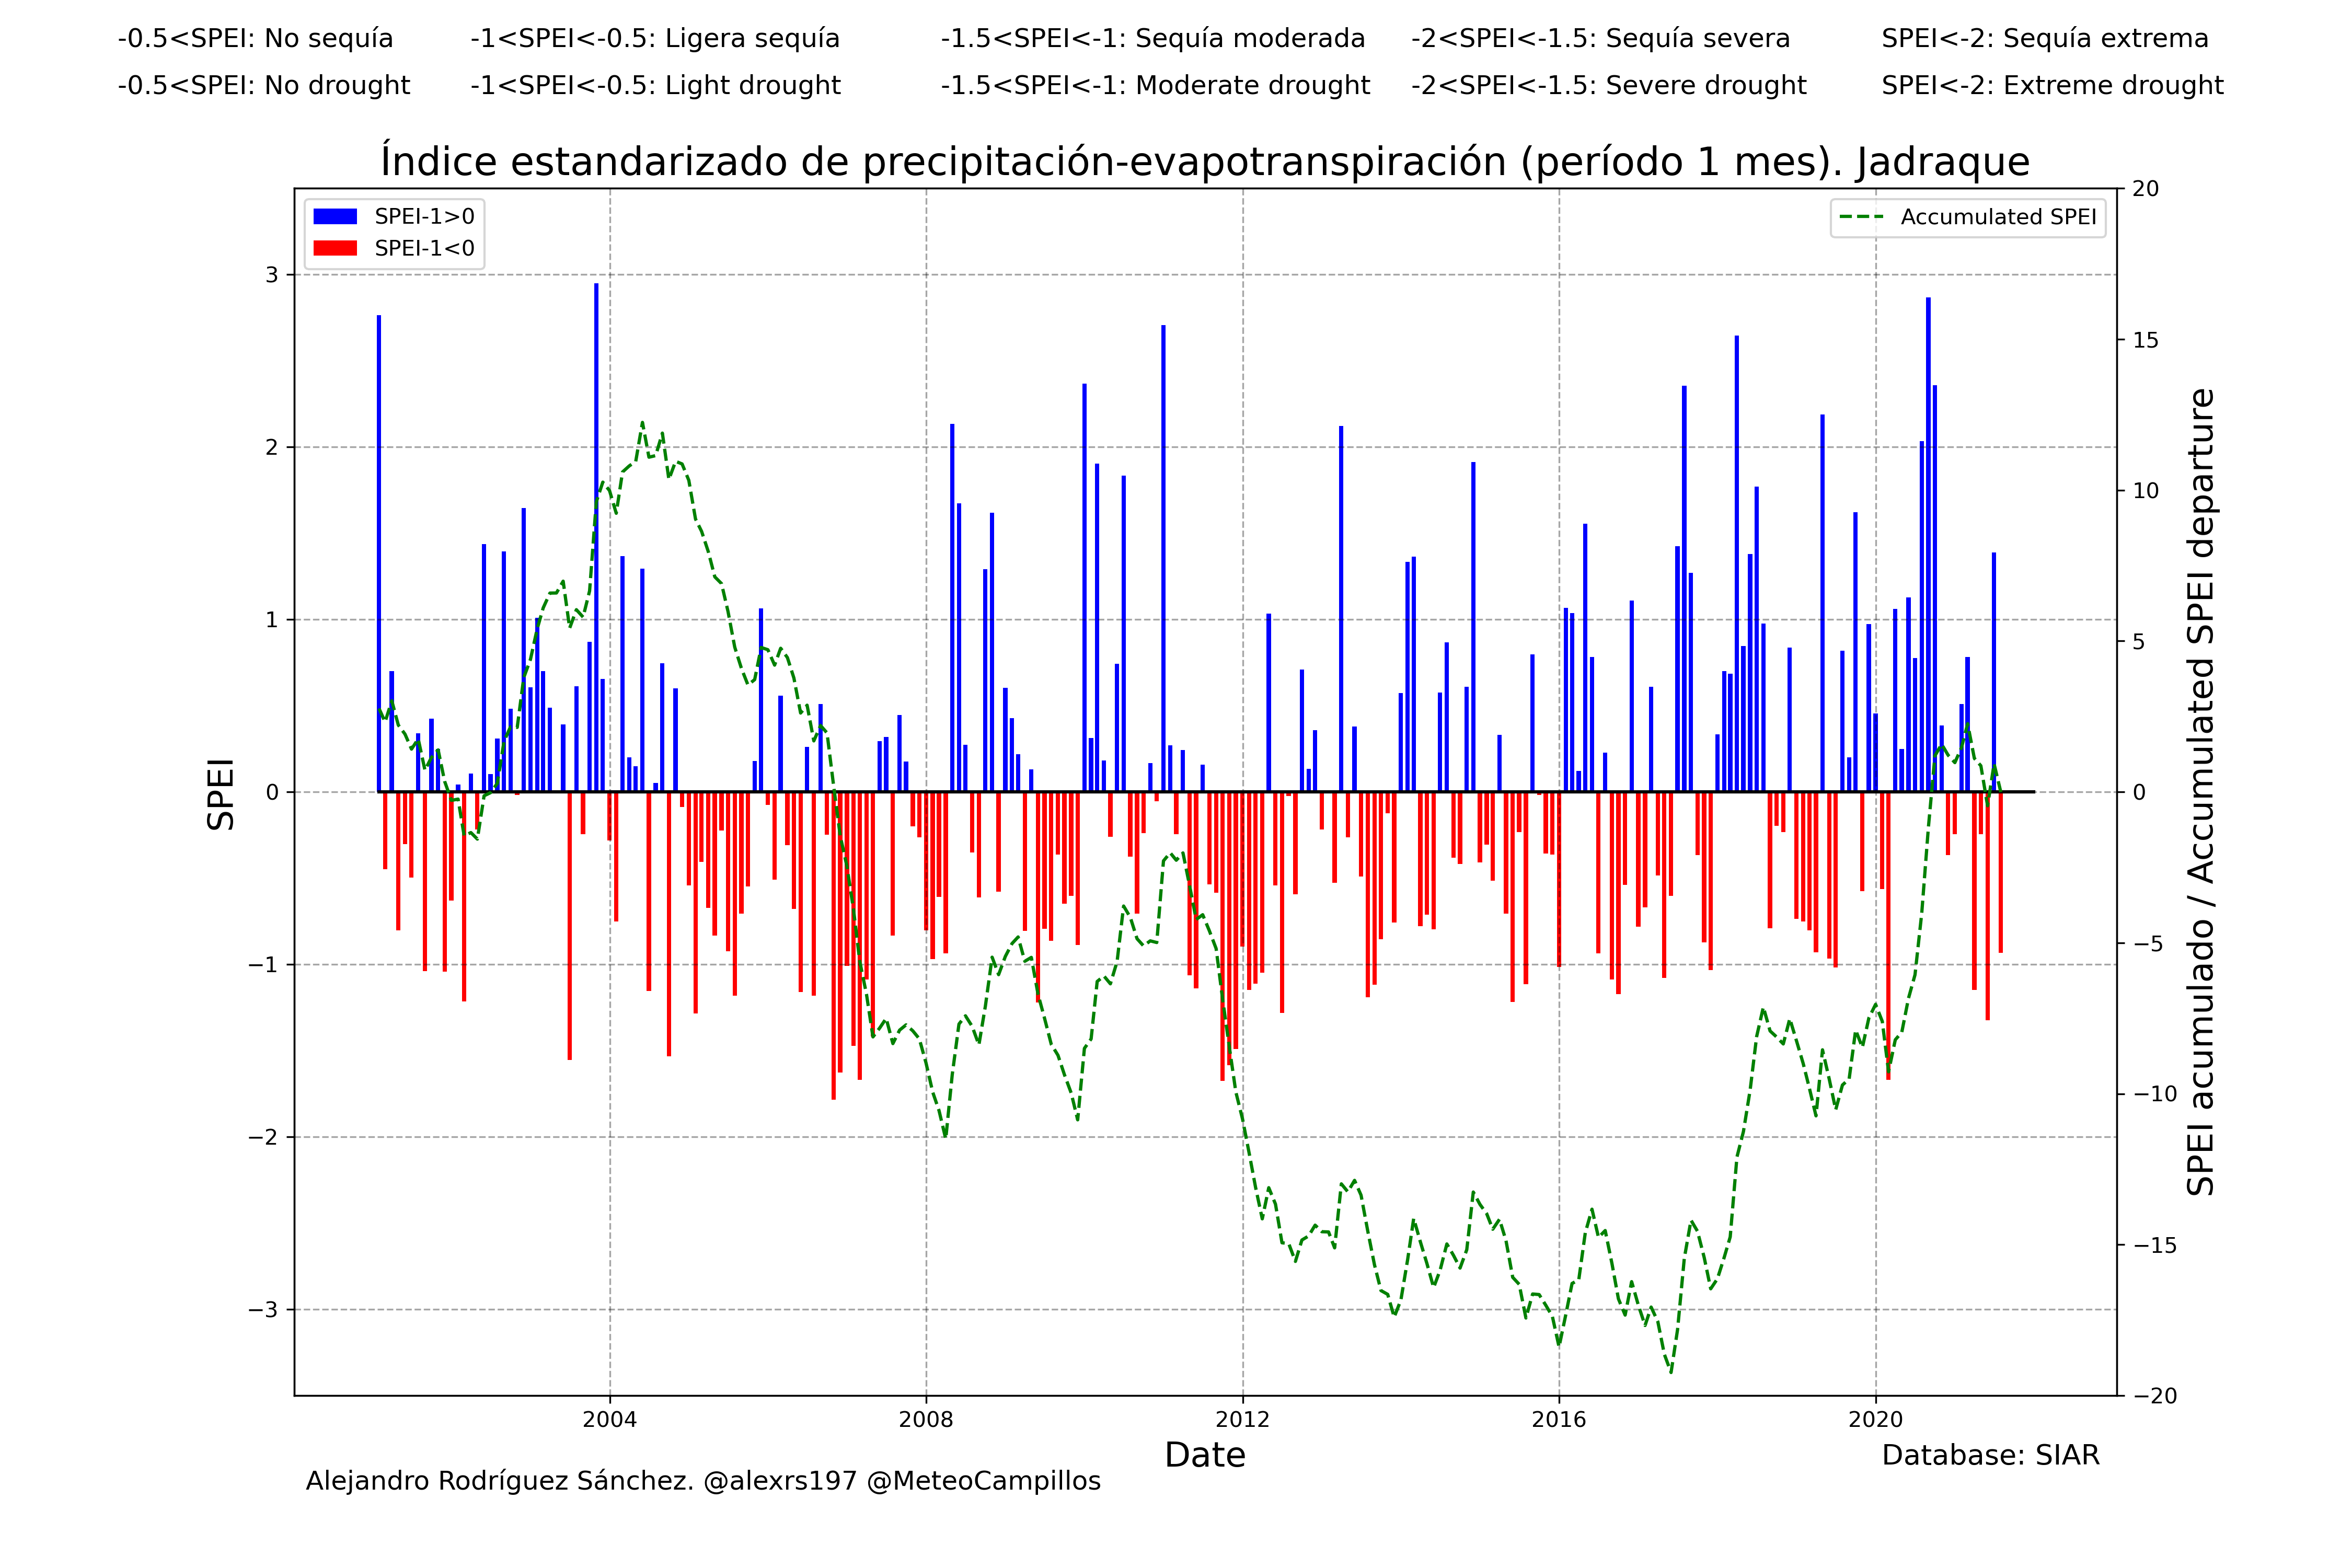 -0.5<SPEI: No sequía -1<SPEI<-0.5: Ligera sequía -1.5<SPEI<-1: Sequía moderada -2<SPEI<-1.5: Sequía severa SPEI<-2: Sequía extrema
-0.5<SPEI: No drought -1<SPEI<-0.5: Light drought -1.5<SPEI<-1: Moderate drought -2<SPEI<-1.5: Severe drought SPEI<-2: Extreme drought
Índice estandarizado de precipitación-evapotranspiración (período 1 mes). Jadraque
SPEI-1>0
SPEI-1<0
Accumulated SPEI
SPEI
3
2
1
0
−1
−2
−3
20
15
10
5
0
−5
−10
−15
−20
SPEI acumulado / Accumulated SPEI departure
2004 2008 2012 2016 2020
Date
Database: SIAR
Alejandro Rodríguez Sánchez. @alexrs197 @MeteoCampillos